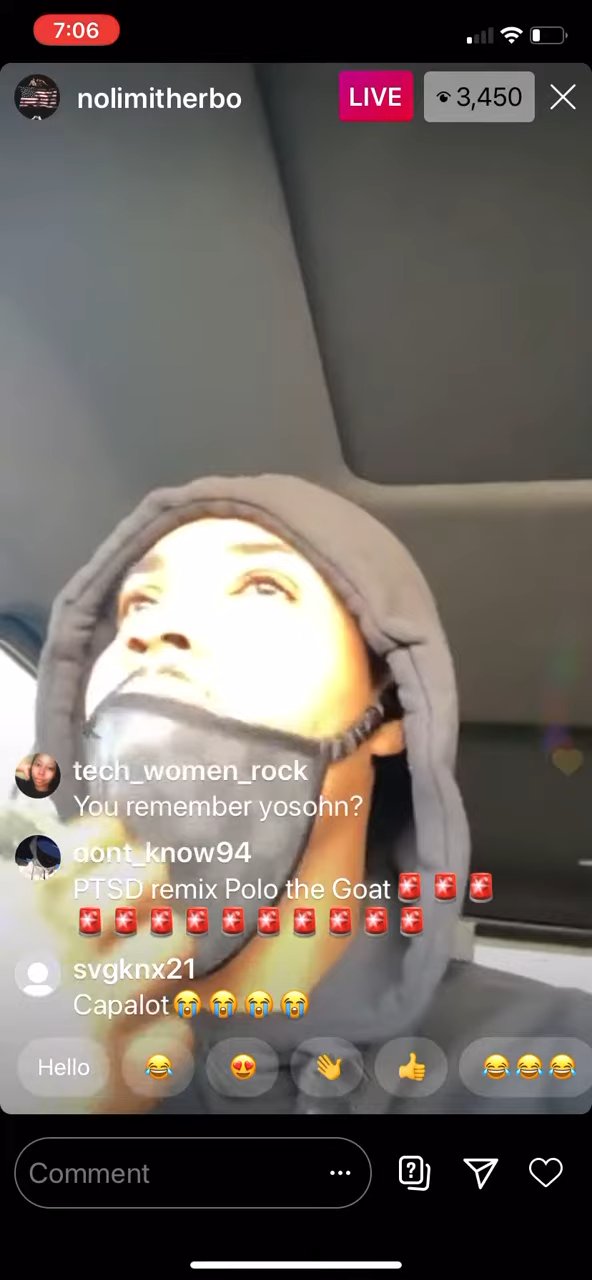 7:06
nolimitherbo
LIVE
3,450
tech_women_rock
You remember yosohn?
dont_know94
PTSD remix Polo the Goat🚨🚨🚨
🚨🚨🚨🚨🚨🚨🚨🚨🚨🚨
svgknx21
Capalot😭😭😭😭
Hello 😂 😍 👋 👍 😂😂😂
Comment